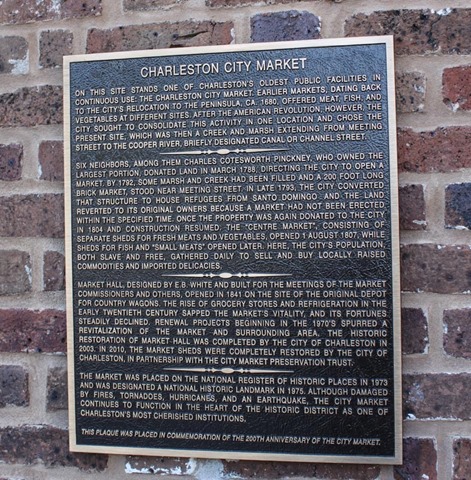 CHARLESTON CITY MARKET
ON THIS SITE STANDS ONE OF CHARLESTON'S OLDEST PUBLIC FACILITIES IN
CONTINUOUS USE: THE CHARLESTON CITY MARKET. EARLIER MARKETS, DATING BACK
TO THE CITY'S RELOCATION TO THE PENINSULA, CA. 1680, OFFERED MEAT, FISH, AND
VEGETABLES AT DIFFERENT SITES. AFTER THE AMERICAN REVOLUTION, HOWEVER, THE
CITY SOUGHT TO CONSOLIDATE THIS ACTIVITY IN ONE LOCATION AND CHOSE THE
PRESENT SITE, WHICH WAS THEN A CREEK AND MARSH EXTENDING FROM MEETING
STREET TO THE COOPER RIVER, BRIEFLY DESIGNATED CANAL OR CHANNEL STREET.
SIX NEIGHBORS, AMONG THEM CHARLES COTESWORTH PINCKNEY, WHO OWNED THE
LARGEST PORTION, DONATED LAND IN MARCH 1788, DIRECTING THE CITY TO OPEN A
MARKET. BY 1792, SOME MARSH AND CREEK HAD BEEN FILLED AND A 200 FOOT LONG
BRICK MARKET, STOOD NEAR MEETING STREET. IN LATE 1793, THE CITY CONVERTED
THAT STRUCTURE TO HOUSE REFUGEES FROM SANTO DOMINGO AND THE LAND
REVERTED TO ITS ORIGINAL OWNERS BECAUSE A MARKET HAD NOT BEEN ERECTED
WITHIN THE SPECIFIED TIME. ONCE THE PROPERTY WAS AGAIN DONATED TO THE CITY
IN 1804 AND CONSTRUCTION RESUMED, THE "CENTRE MARKET", CONSISTING OF
SEPARATE SHEDS FOR FRESH MEATS AND VEGETABLES, OPENED 1 AUGUST 1807, WHILE
SHEDS FOR FISH AND "SMALL MEATS" OPENED LATER. HERE, THE CITY'S POPULATION,
BOTH SLAVE AND FREE, GATHERED DAILY TO SELL AND BUY LOCALLY RAISED
COMMODITIES AND IMPORTED DELICACIES.
MARKET HALL, DESIGNED BY E.B. WHITE AND BUILT FOR THE MEETINGS OF THE MARKET
COMMISSIONERS AND OTHERS, OPENED IN 1841 ON THE SITE OF THE ORIGINAL DEPOT
FOR COUNTRY WAGONS. THE RISE OF GROCERY STORES AND REFRIGERATION IN THE
EARLY TWENTIETH CENTURY SAPPED THE MARKET'S VITALITY, AND ITS FORTUNES
STEADILY DECLINED. RENEWAL PROJECTS BEGINNING IN THE 1970'S SPURRED A
REVITALIZATION OF THE MARKET AND SURROUNDING AREA. THE HISTORIC
RESTORATION OF MARKET HALL WAS COMPLETED BY THE CITY OF CHARLESTON IN
2003. IN 2010, THE MARKET SHEDS WERE COMPLETELY RESTORED BY THE CITY OF
CHARLESTON, IN PARTNERSHIP WITH THE CITY MARKET PRESERVATION TRUST.
THE MARKET WAS PLACED ON THE NATIONAL REGISTER OF HISTORIC PLACES IN 1973
AND WAS DESIGNATED A NATIONAL HISTORIC LANDMARK IN 1975. ALTHOUGH DAMAGED
BY FIRES, TORNADOES, HURRICANES, AND AN EARTHQUAKE, THE CITY MARKET
CONTINUES TO FUNCTION IN THE HEART OF THE HISTORIC DISTRICT AS ONE OF
CHARLESTON'S MOST CHERISHED INSTITUTIONS.
THIS PLAQUE WAS PLACED IN COMMEMORATION OF THE 200TH ANNIVERSARY OF THE CITY MARKET.